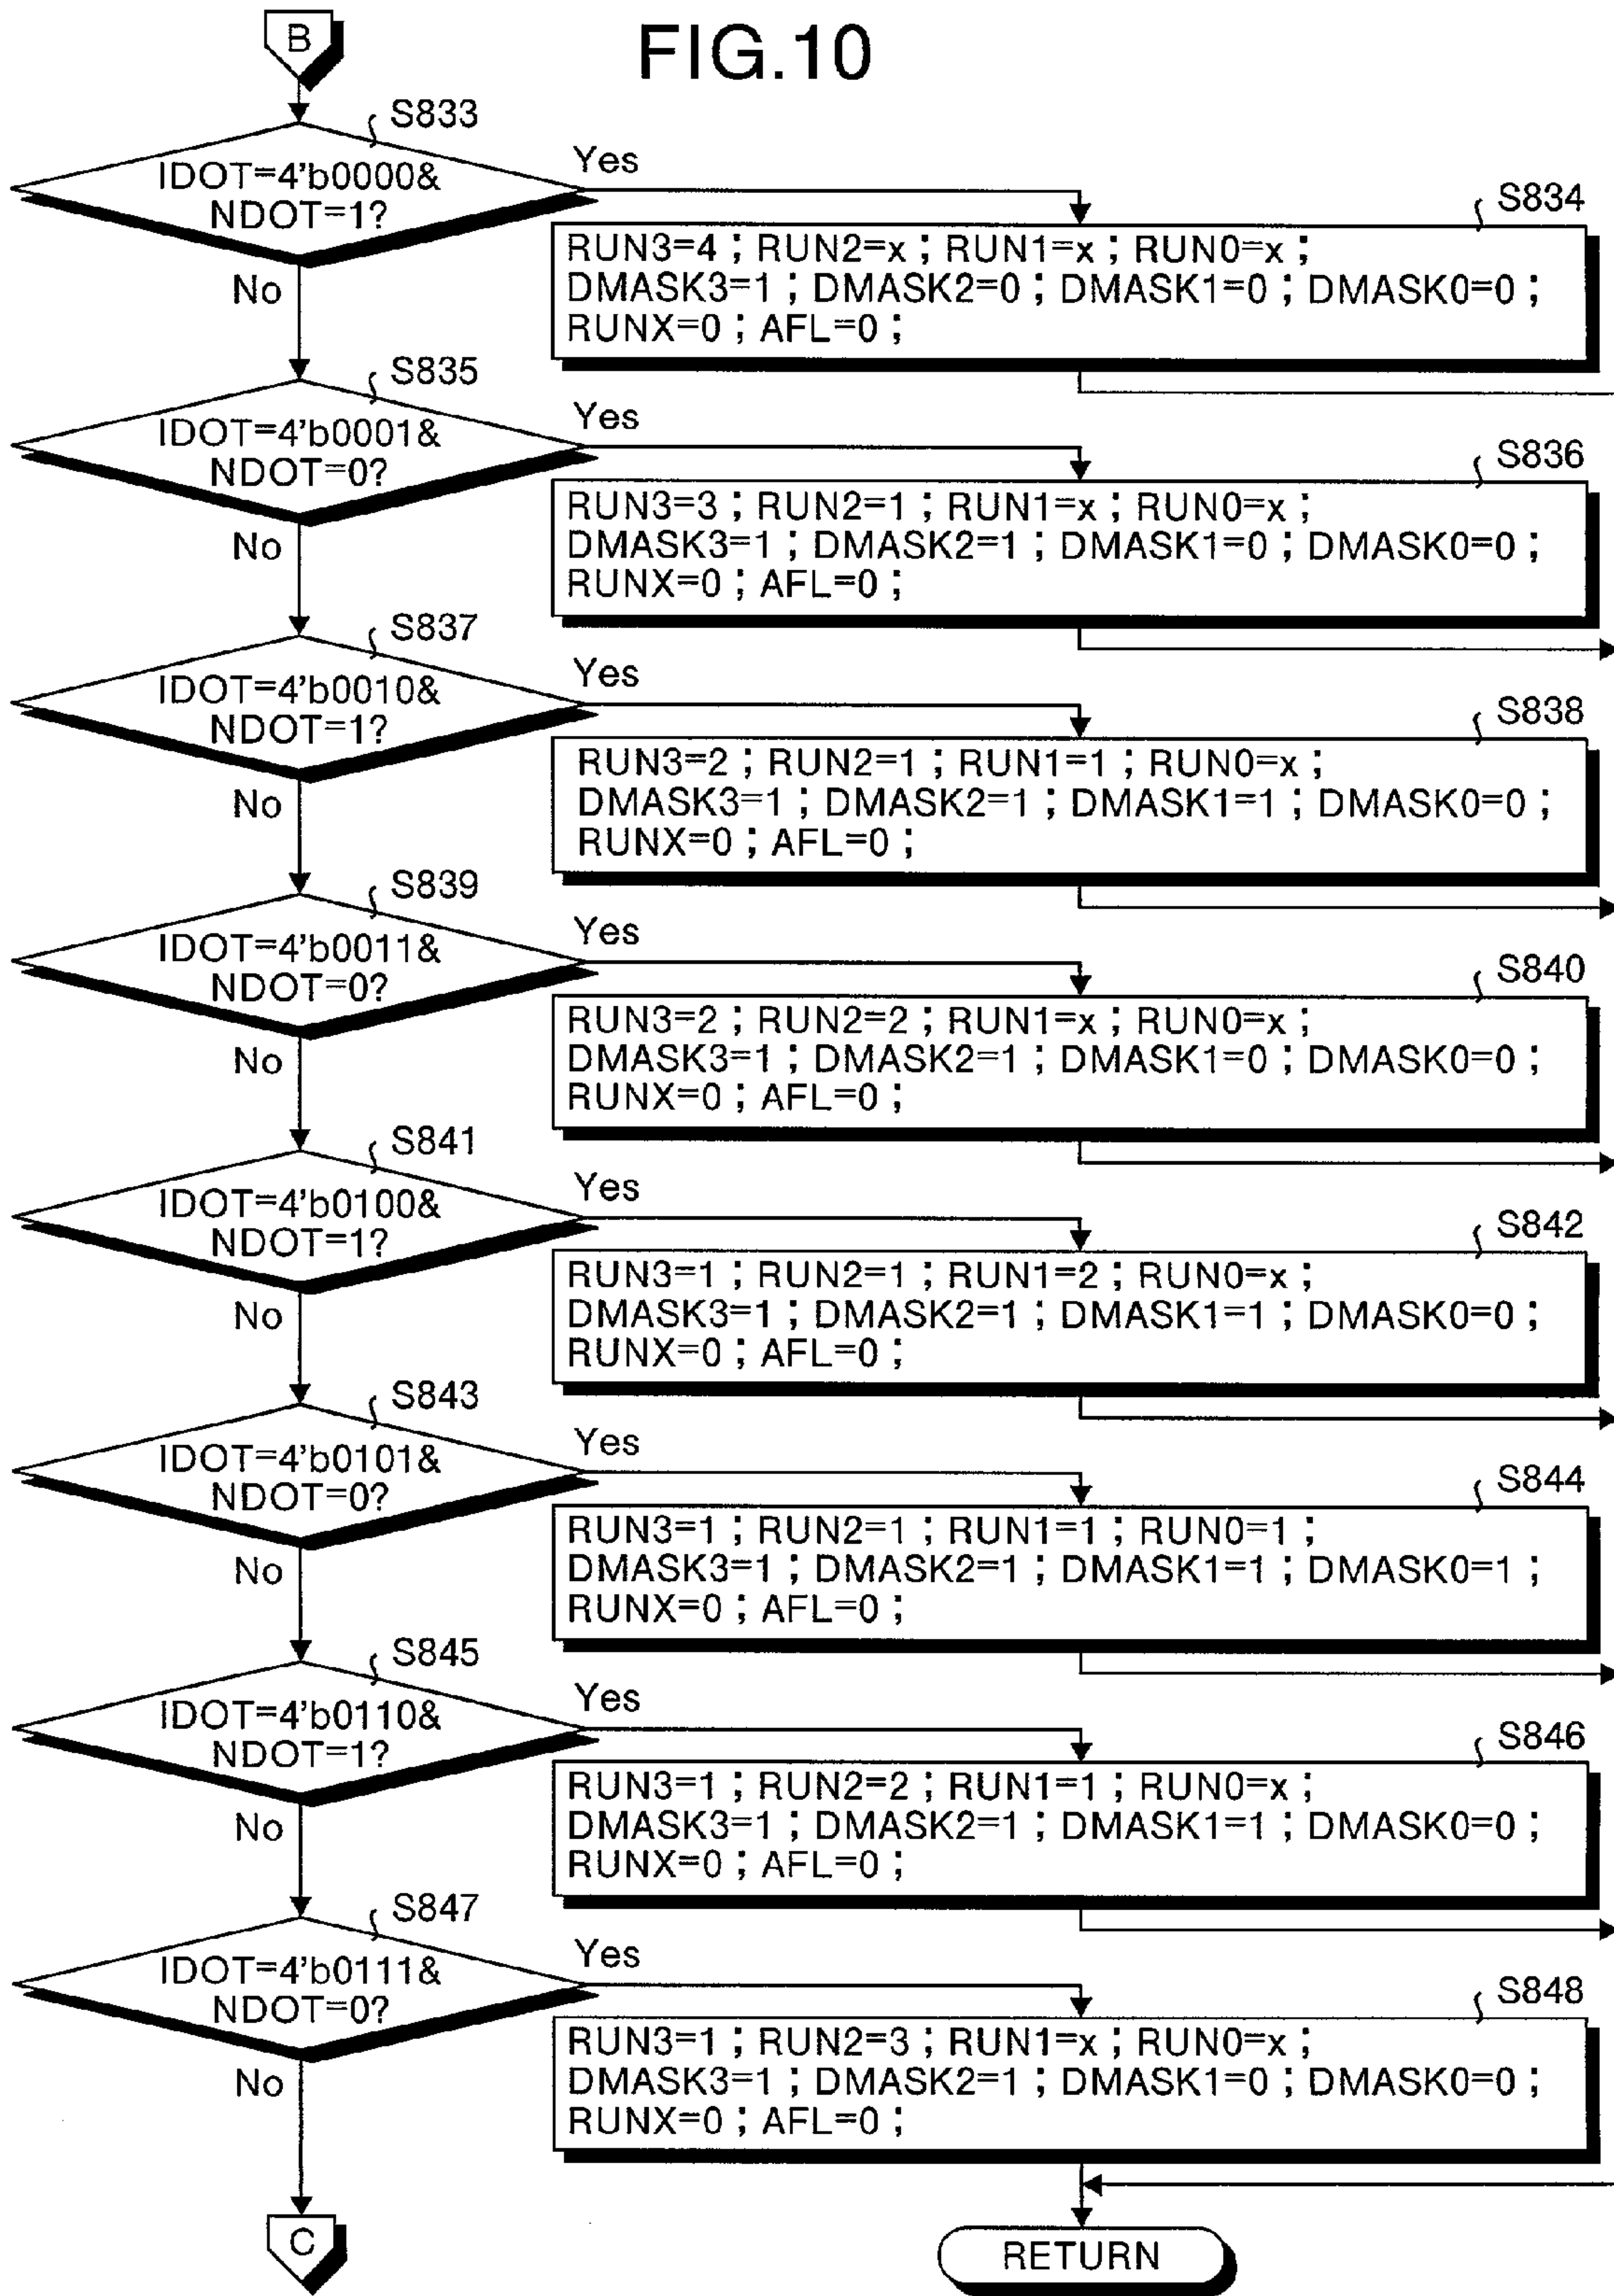 B
FIG.10
S833
IDOT=4'b0000&
NDOT=1?
Yes
No
S834
RUN3=4 ; RUN2=x ; RUN1=x ; RUN0=x ;
DMASK3=1 ; DMASK2=0 ; DMASK1=0 ; DMASK0=0 ;
RUNX=0 ; AFL=0 ;
S835
IDOT=4'b0001&
NDOT=0?
Yes
No
S836
RUN3=3 ; RUN2=1 ; RUN1=x ; RUN0=x ;
DMASK3=1 ; DMASK2=1 ; DMASK1=0 ; DMASK0=0 ;
RUNX=0 ; AFL=0 ;
S837
IDOT=4'b0010&
NDOT=1?
Yes
No
S838
RUN3=2 ; RUN2=1 ; RUN1=1 ; RUN0=x ;
DMASK3=1 ; DMASK2=1 ; DMASK1=1 ; DMASK0=0 ;
RUNX=0 ; AFL=0 ;
S839
IDOT=4'b0011&
NDOT=0?
Yes
No
S840
RUN3=2 ; RUN2=2 ; RUN1=x ; RUN0=x ;
DMASK3=1 ; DMASK2=1 ; DMASK1=0 ; DMASK0=0 ;
RUNX=0 ; AFL=0 ;
S841
IDOT=4'b0100&
NDOT=1?
Yes
No
S842
RUN3=1 ; RUN2=1 ; RUN1=2 ; RUN0=x ;
DMASK3=1 ; DMASK2=1 ; DMASK1=1 ; DMASK0=0 ;
RUNX=0 ; AFL=0 ;
S843
IDOT=4'b0101&
NDOT=0?
Yes
No
S844
RUN3=1 ; RUN2=1 ; RUN1=1 ; RUN0=1 ;
DMASK3=1 ; DMASK2=1 ; DMASK1=1 ; DMASK0=1 ;
RUNX=0 ; AFL=0 ;
S845
IDOT=4'b0110&
NDOT=1?
Yes
No
S846
RUN3=1 ; RUN2=2 ; RUN1=1 ; RUN0=x ;
DMASK3=1 ; DMASK2=1 ; DMASK1=1 ; DMASK0=0 ;
RUNX=0 ; AFL=0 ;
S847
IDOT=4'b0111&
NDOT=0?
Yes
No
S848
RUN3=1 ; RUN2=3 ; RUN1=x ; RUN0=x ;
DMASK3=1 ; DMASK2=1 ; DMASK1=0 ; DMASK0=0 ;
RUNX=0 ; AFL=0 ;
C
RETURN